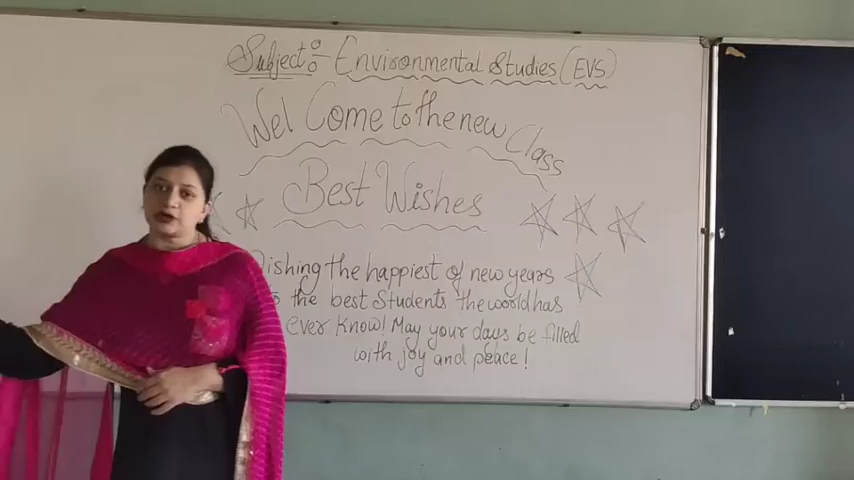 Subject:- Environmental Studies (EVS)
Wel Come to the new Class
Best Wishes
ishing the happiest of new years
to the best Students the world has
ever Know! May your days be filled
with joy and peace!